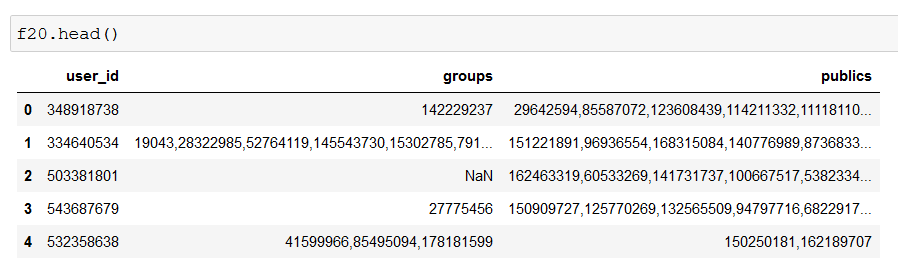 f20.head()
user_id groups publics
0 348918738 142229237 29642594,85587072,123608439,114211332,11118110...
1 334640534 19043,28322985,52764119,145543730,15302785,791... 151221891,96936554,168315084,140776989,8736833...
2 503381801 NaN 162463319,60533269,141731737,100667517,5382334...
3 543687679 27775456 150909727,125770269,132565509,94797716,6822917...
4 532358638 41599966,85495094,178181599 150250181,162189707